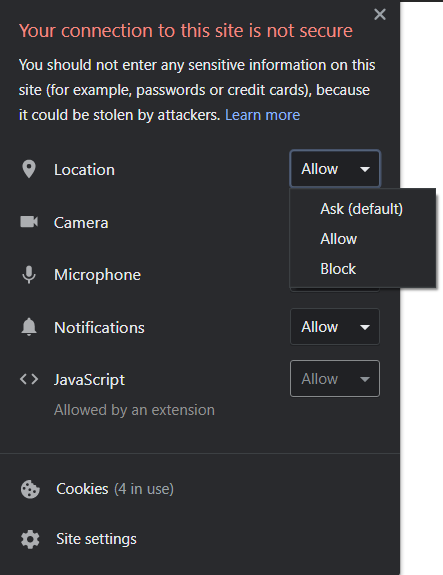 Your connection to this site is not secure
You should not enter any sensitive information on this
site (for example, passwords or credit cards), because
it could be stolen by attackers. Learn more
Location Allow
Ask (default)
Camera
Allow
Block
Microphone
Notifications Allow
JavaScript Allow
Allowed by an extension
Cookies (4 in use)
Site settings